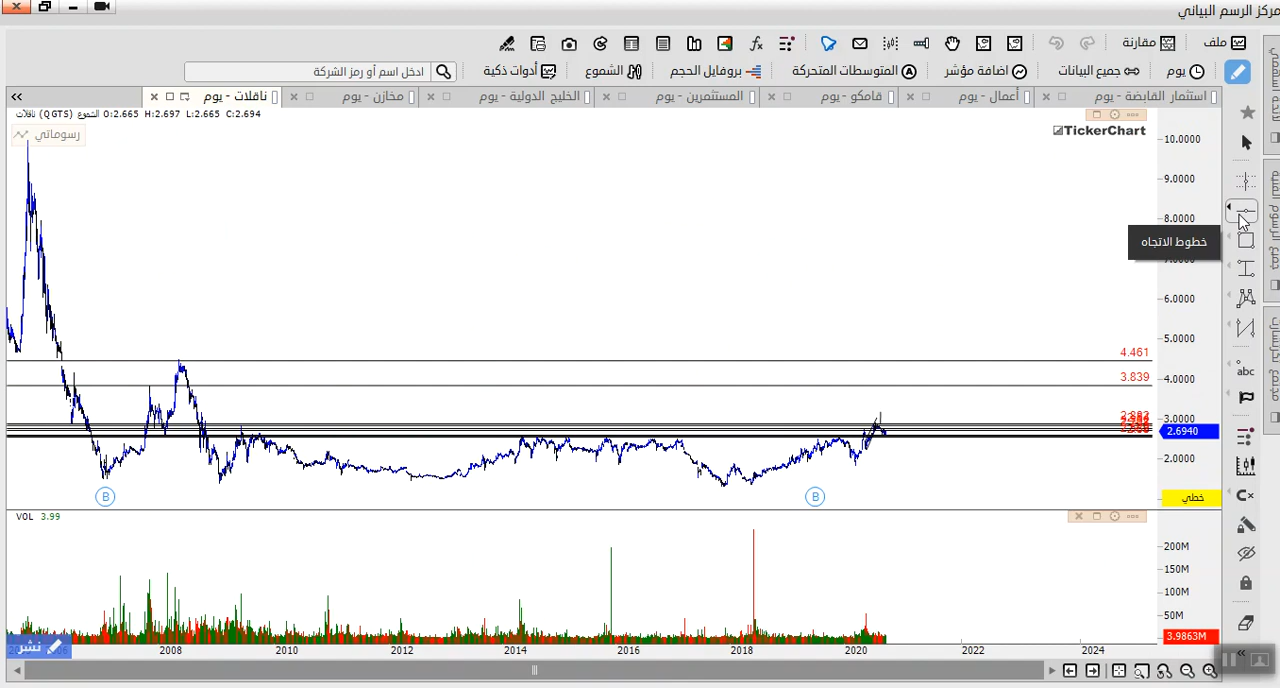 مركز الرسم البياني
ملف
مقارنة
يوم
جميع البيانات
اضافة مؤشر
المتوسطات المتحركة
بروفايل الحجم
الشموع
أدوات ذكية
ادخل اسم أو رمز الشركة
استثمار القابضة - يوم
أعمال - يوم
قامكو - يوم
المستثمرين - يوم
الخليج الدولية - يوم
مخازن - يوم
ناقلات - يوم
ناقلات (QGTS) الشموع O:2.665 H:2.697 L:2.665 C:2.694
رسوماتي
TickerChart
10.0000
9.0000
8.0000
خطوط الاتجاه
6.0000
5.0000
4.461
3.839
4.0000
3.0000
2.6940
2.0000
B
B
خطي
VOL 3.99
200M
150M
100M
50M
3.9863M
نشر
2008
2010
2012
2014
2016
2018
2020
2022
2024
abc